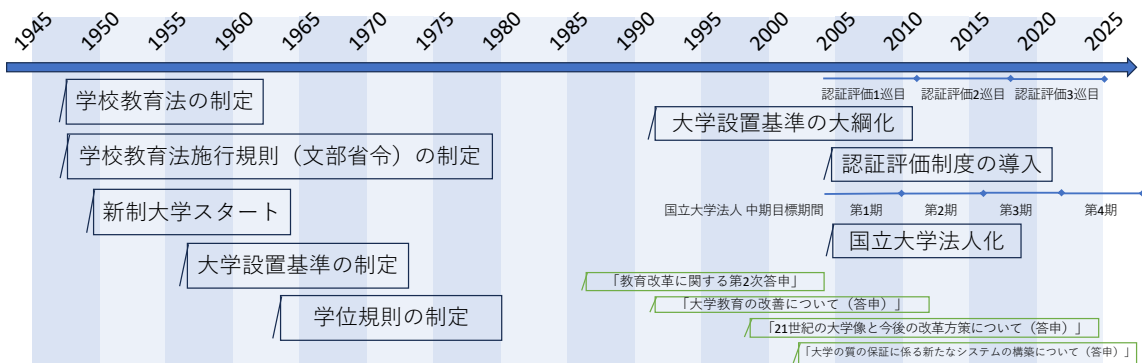 1945 1950 1955 1960 1965 1970 1975 1980 1985 1990 1995 2000 2005 2010 2015 2020 2025
認証評価1巡目 認証評価2巡目 認証評価3巡目
学校教育法の制定
大学設置基準の大綱化
学校教育法施行規則（文部省令）の制定
認証評価制度の導入
新制大学スタート
国立大学法人 中期目標期間 第1期 第2期 第3期 第4期
国立大学法人化
大学設置基準の制定
「教育改革に関する第2次答申」
学位規則の制定
「大学教育の改善について（答申）」
「21世紀の大学像と今後の改革方策について（答申）」
「大学の質の保証に係る新たなシステムの構築について（答申）」